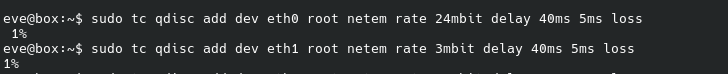 eve@box:~$ sudo tc qdisc add dev eth0 root netem rate 24mbit delay 40ms 5ms loss
 1%
eve@box:~$ sudo tc qdisc add dev eth1 root netem rate 3mbit delay 40ms 5ms loss
1%